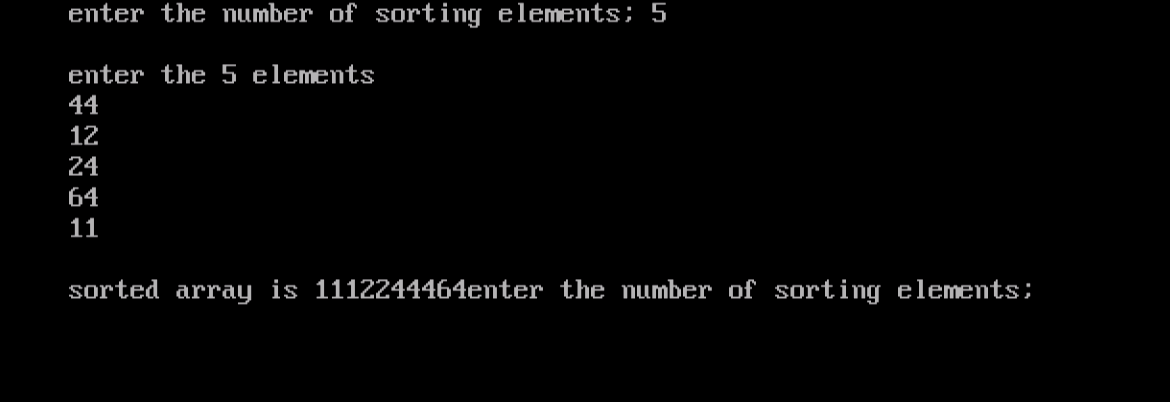 enter the number of sorting elements; 5
enter the 5 elements
44
12
24
64
11
sorted array is 1112244464enter the number of sorting elements;